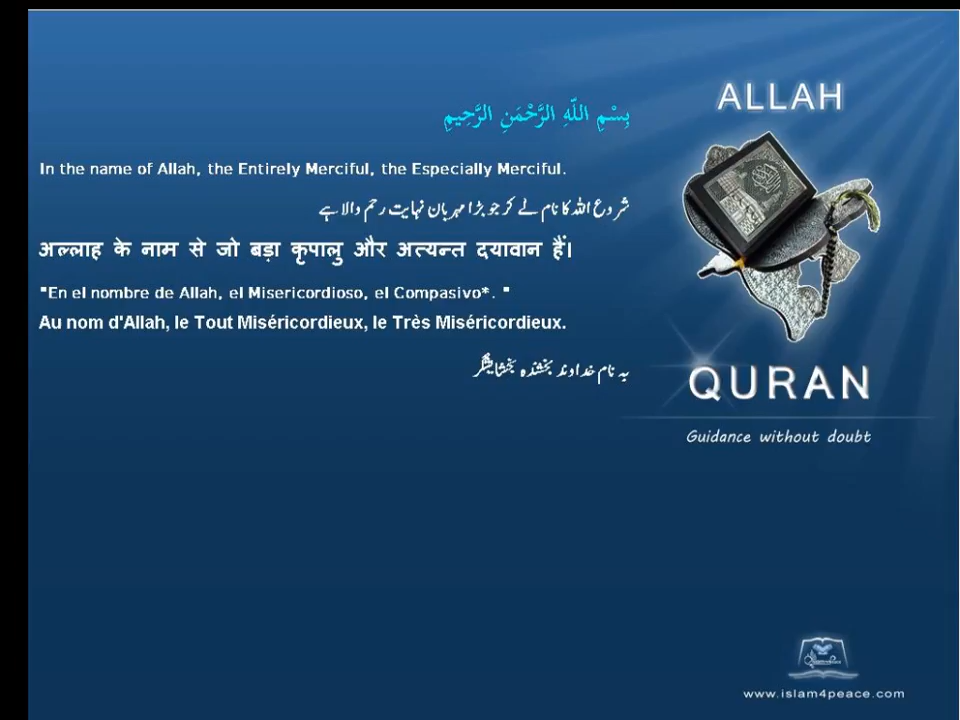 بِسْمِ اللَّهِ الرَّحْمَنِ الرَّحِيمِ
In the name of Allah, the Entirely Merciful, the Especially Merciful.
شروع الله کا نام لے کر جو بڑا مہربان نہایت رحم والا ہے
अल्लाह के नाम से जो बड़ा कृपालु और अत्यन्त दयावान हैं।
"En el nombre de Allah, el Misericordioso, el Compasivo*. "
Au nom d'Allah, le Tout Miséricordieux, le Très Miséricordieux.
به نام خداوند بخشنده بخشایشگر
ALLAH
QURAN
Guidance without doubt
www.islam4peace.com